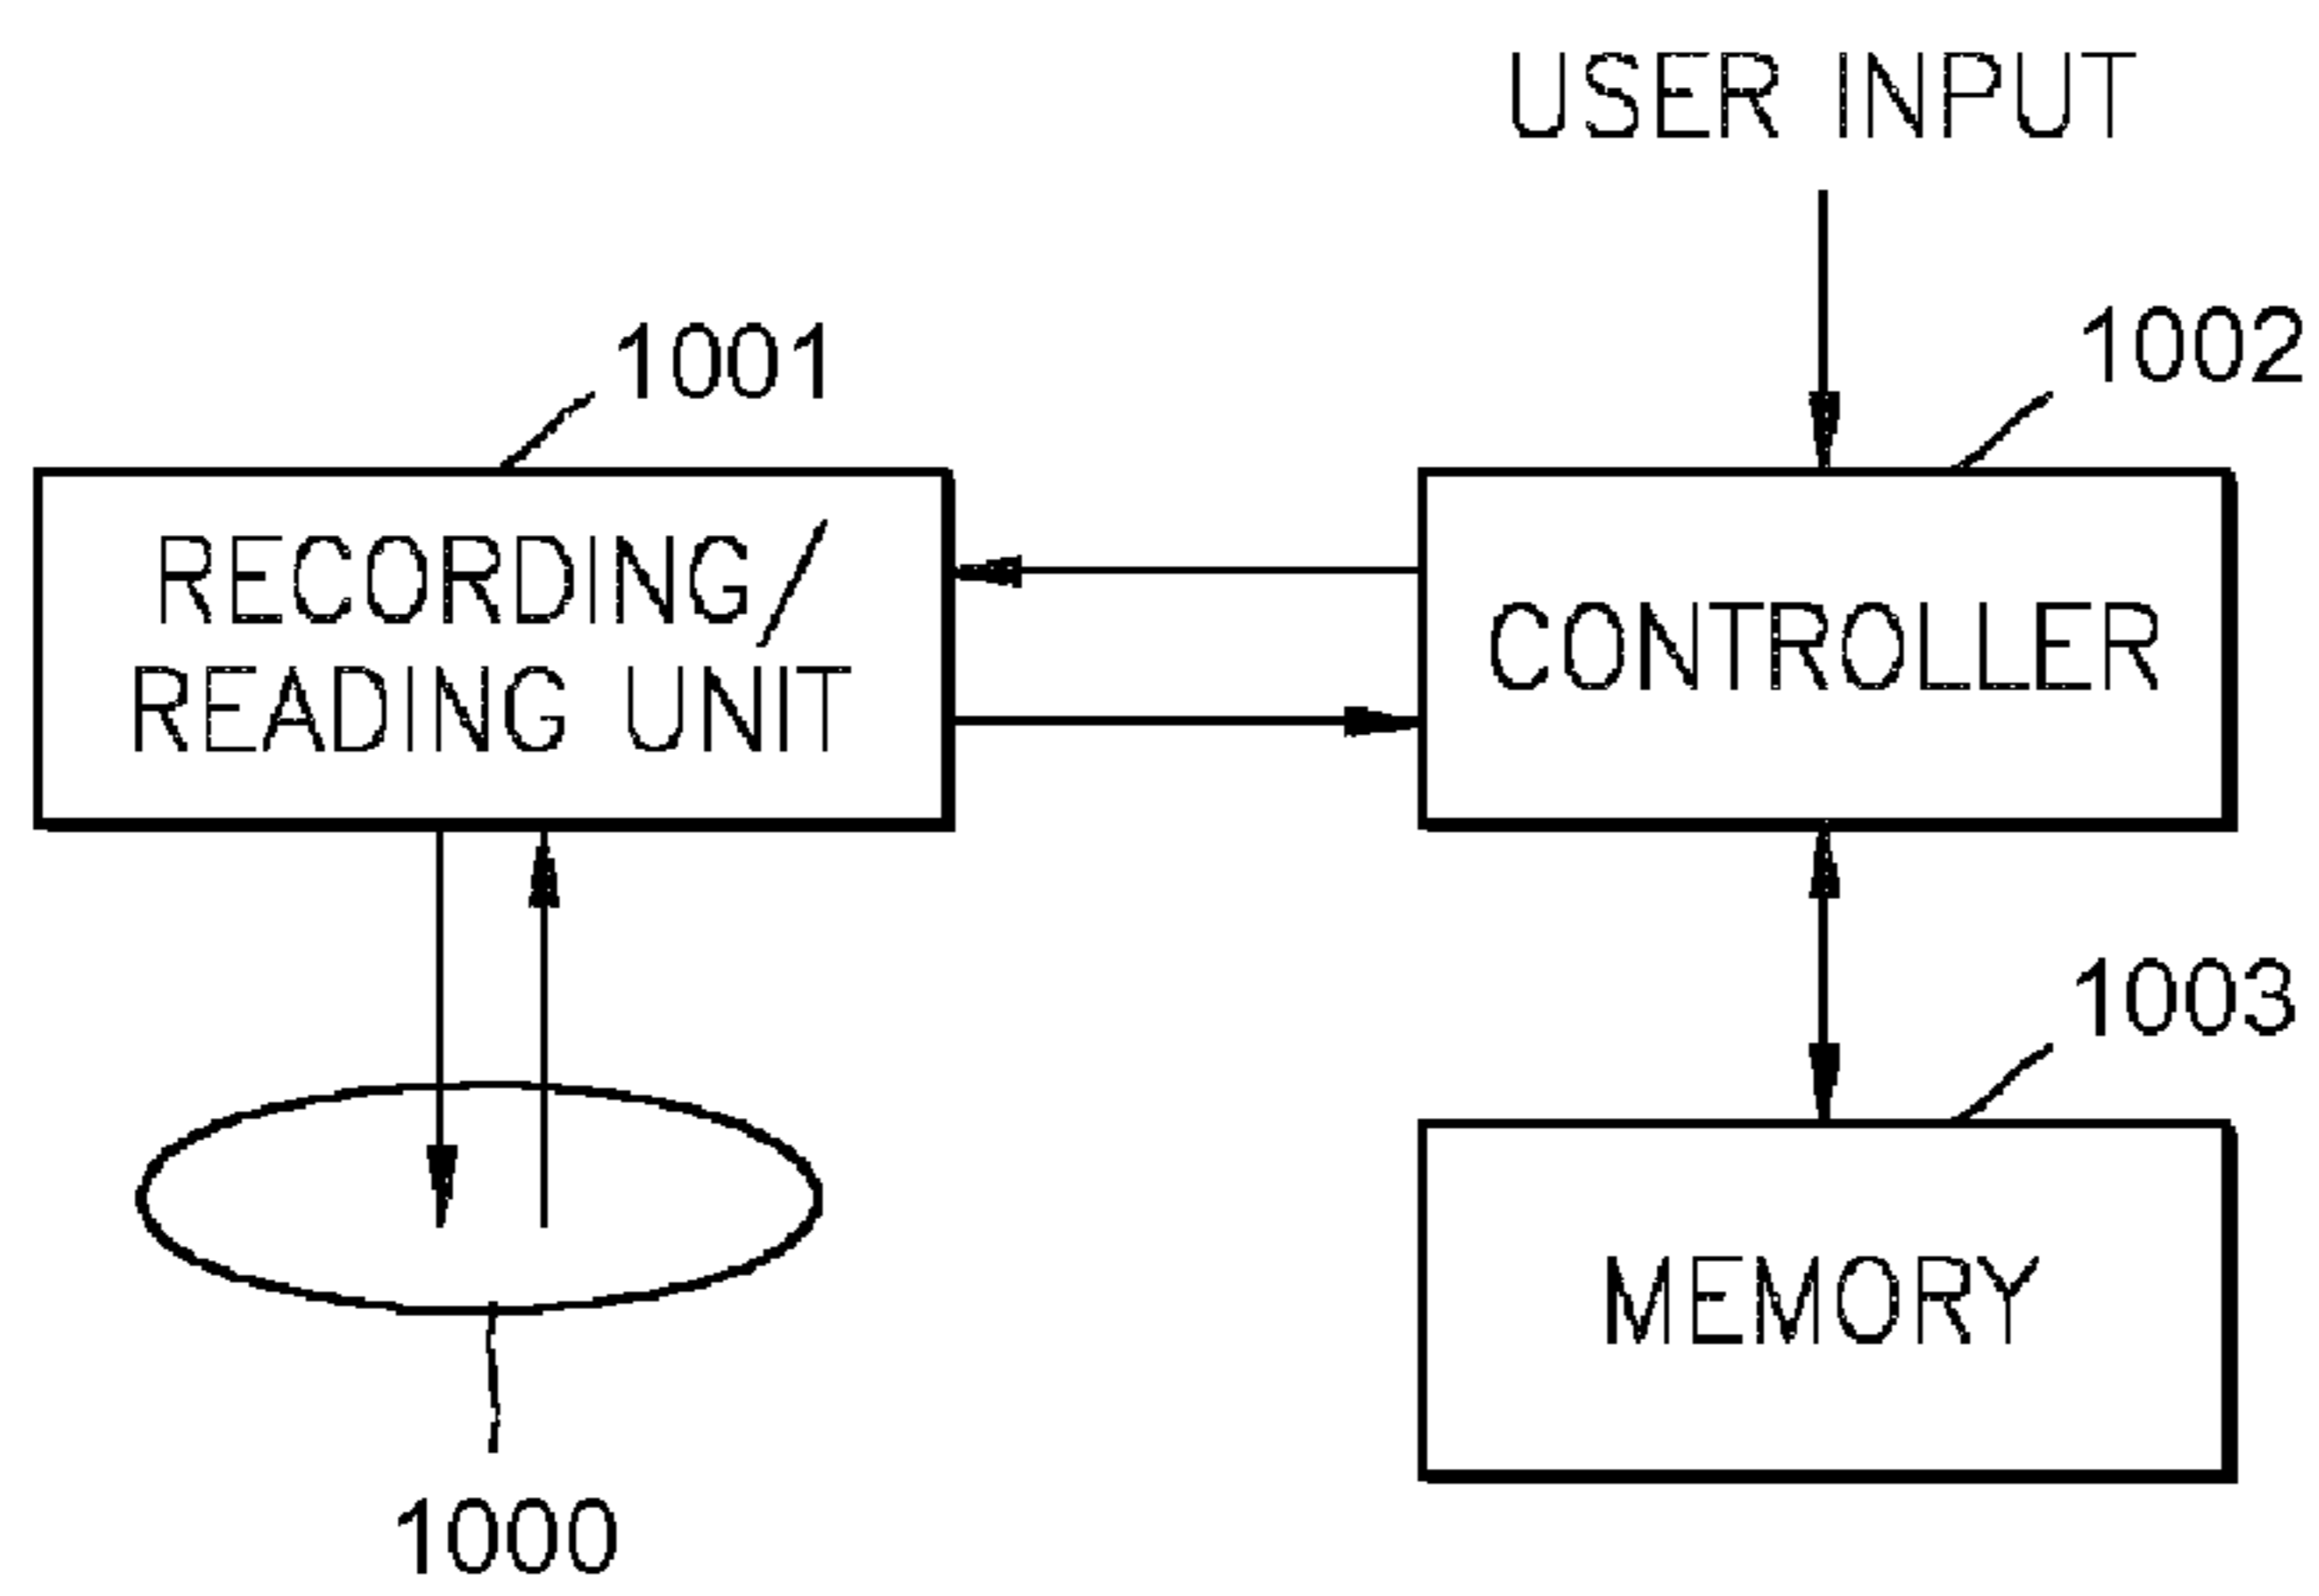 USER INPUT
1001
1002
RECORDING/
READING UNIT
CONTROLLER
1003
MEMORY
1000